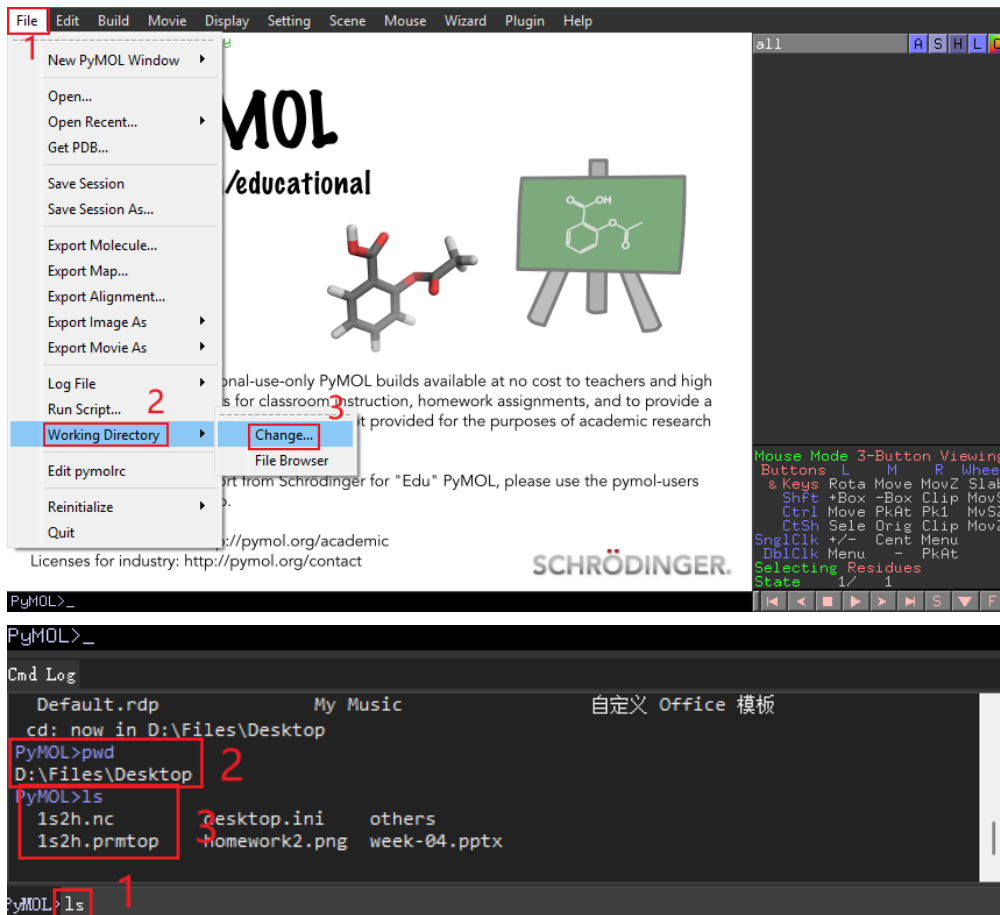 File Edit Build Movie Display Setting Scene Mouse Wizard Plugin Help
1
New PyMOL Window
Open...
Open Recent...
Get PDB...
Save Session
Save Session As...
Export Molecule...
Export Map...
Export Alignment...
Export Image As
Export Movie As
Log File
Run Script...
2
Working Directory
3
Change...
File Browser
Edit pymolrc
Reinitialize
Quit
MOL
/educational
OH
O
O
O
onal-use-only PyMOL builds available at no cost to teachers and high
s for classroom instruction, homework assignments, and to provide a
t provided for the purposes of academic research
ort from Schrodinger for "Edu" PyMOL, please use the pymol-users
://pymol.org/academic
Licenses for industry: http://pymol.org/contact
SCHRÖDINGER.
PyMOL>_
all A S H L C
Mouse Mode 3-Button Viewing
Buttons L M R Whee
& Keys Rota Move MovZ Slab
Shft +Box -Box Clip MovS
Ctrl Move PkAt Pk1 MvSZ
CtSh Sele Orig Clip MovZ
SnglClk +/- Cent Menu
DblClk Menu - PkAt
Selecting Residues
State 1/ 1
S F
PyMOL>_
Cmd Log
Default.rdp My Music 自定义 Office 模板
cd: now in D:\Files\Desktop
PyMOL>pwd
D:\Files\Desktop
2
PyMOL>ls
1s2h.nc desktop.ini others
3
1s2h.prmtop homework2.png week-04.pptx
1
PyMOL>ls